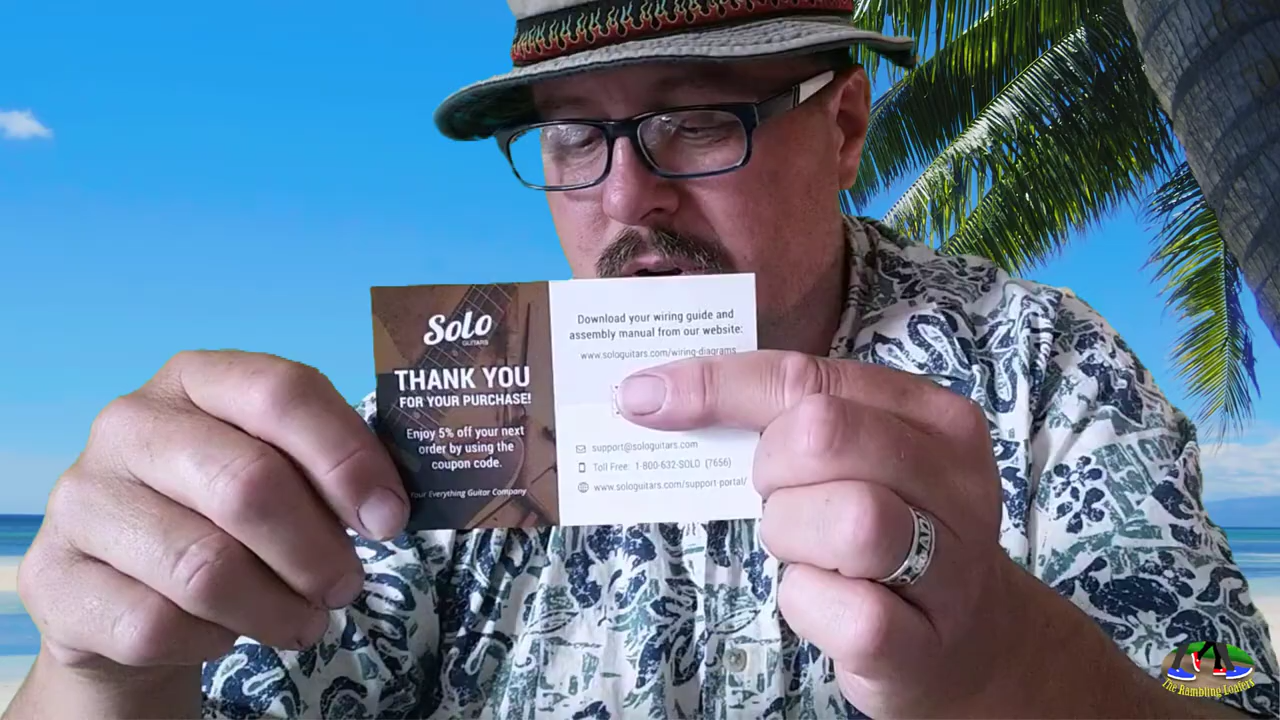 Solo
GUITARS
THANK YOU
FOR YOUR PURCHASE!
Enjoy 5% off your next
order by using the
coupon code.
Your Everything Guitar Company
Download your wiring guide and
assembly manual from our website:
www.sologuitars.com/wiring-diagrams
support@sologuitars.com
Toll Free: 1-800-632-SOLO (7656)
www.sologuitars.com/support-portal/
The Rambling Loafers